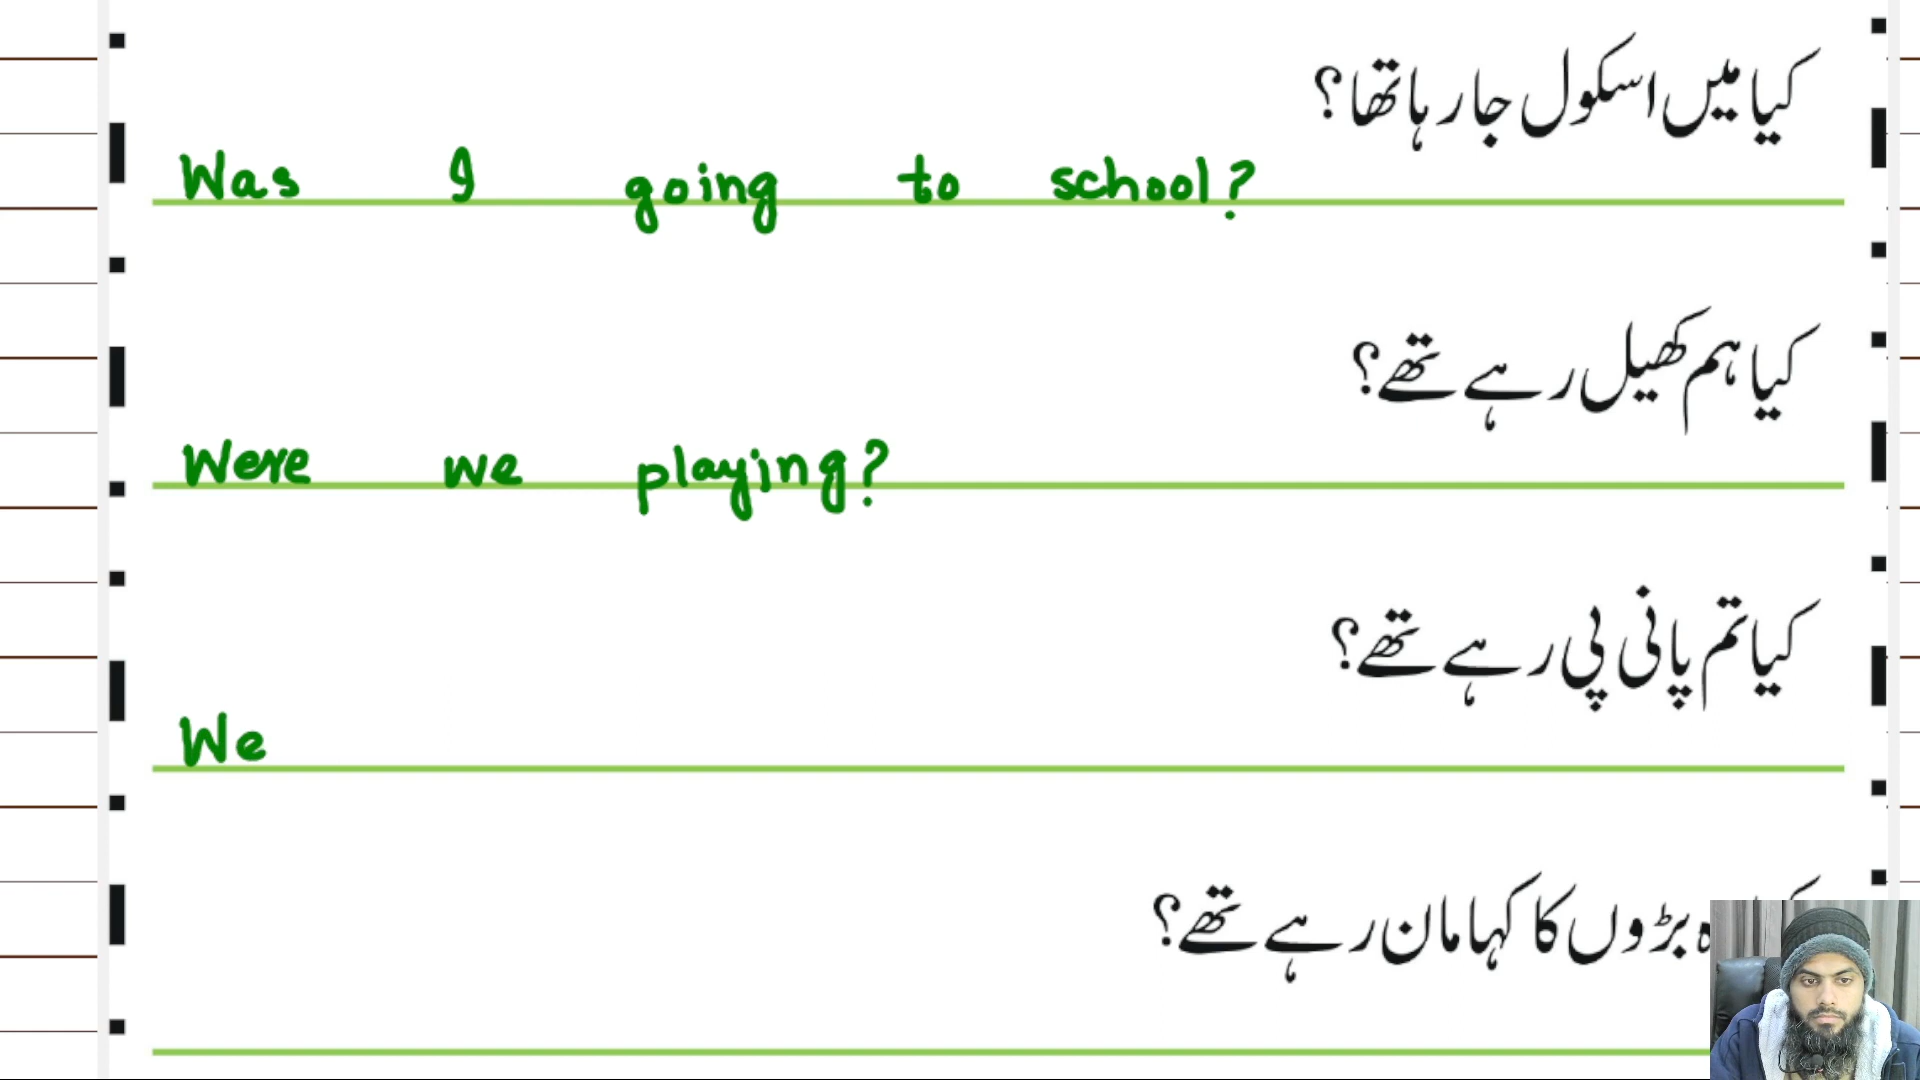 کیا میں اسکول جا رہا تھا؟
Was I going to school?
کیا ہم کھیل رہے تھے؟
Were we playing?
کیا تم پانی پی رہے تھے؟
We
بڑوں کا کہا مان رہے تھے؟